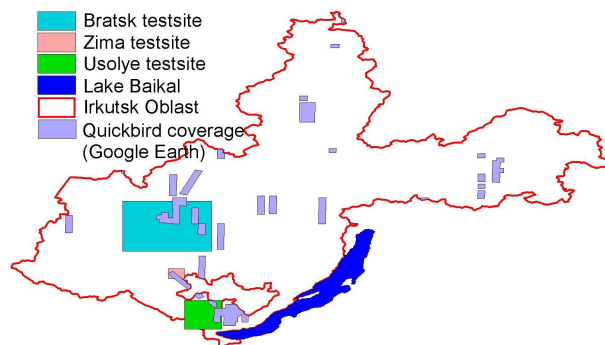 Bratsk testsite
Zima testsite
Usolye testsite
Lake Baikal
Irkutsk Oblast
Quickbird coverage
(Google Earth)